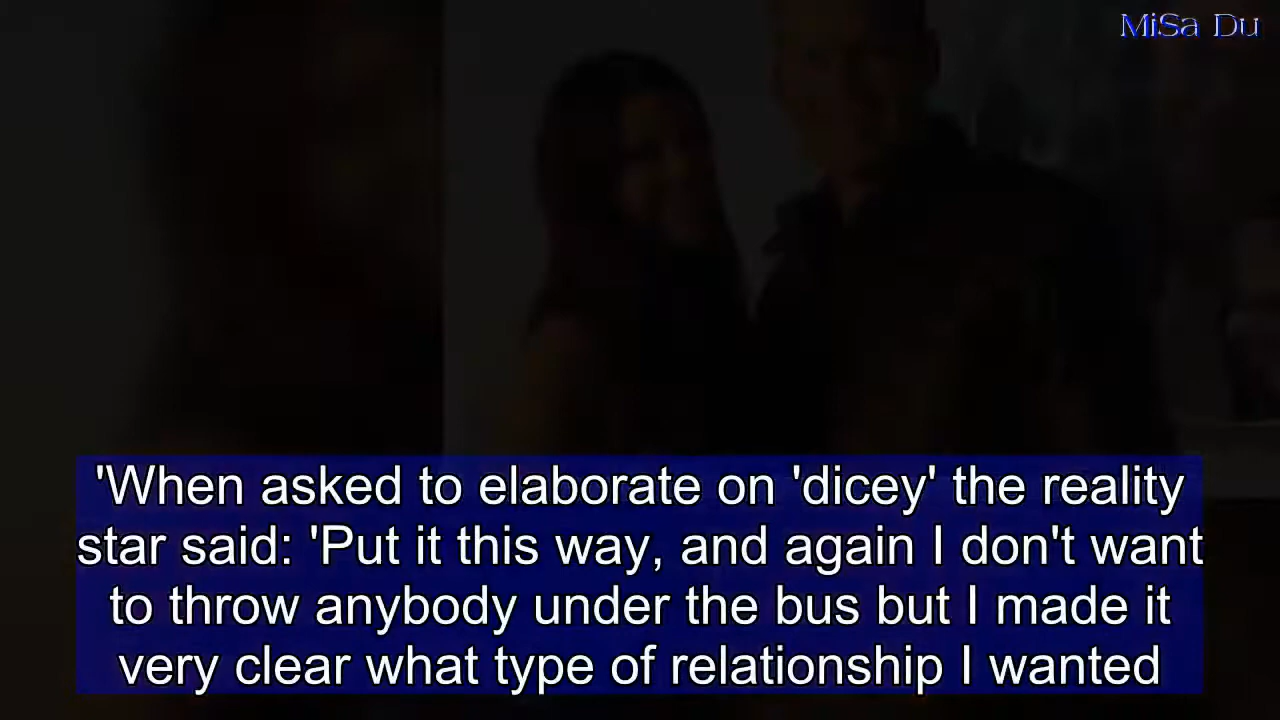 MiSa Du
'When asked to elaborate on 'dicey' the reality
star said: 'Put it this way, and again I don't want
to throw anybody under the bus but I made it
very clear what type of relationship I wanted